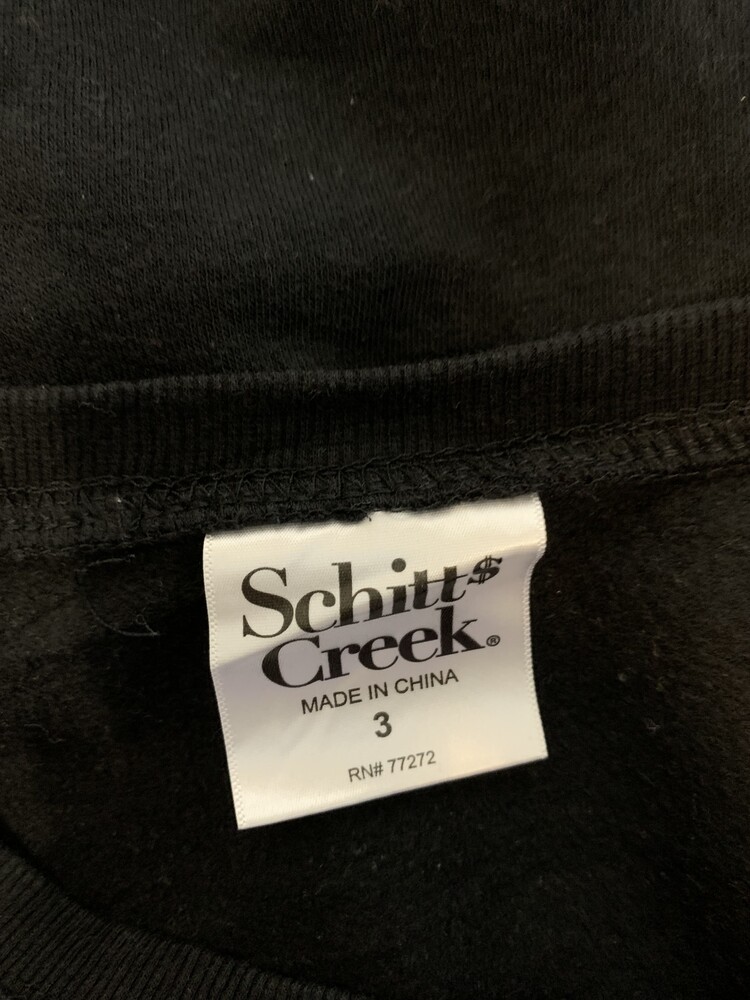 Schitt$
Creek®
MADE IN CHINA
3
RN# 77272